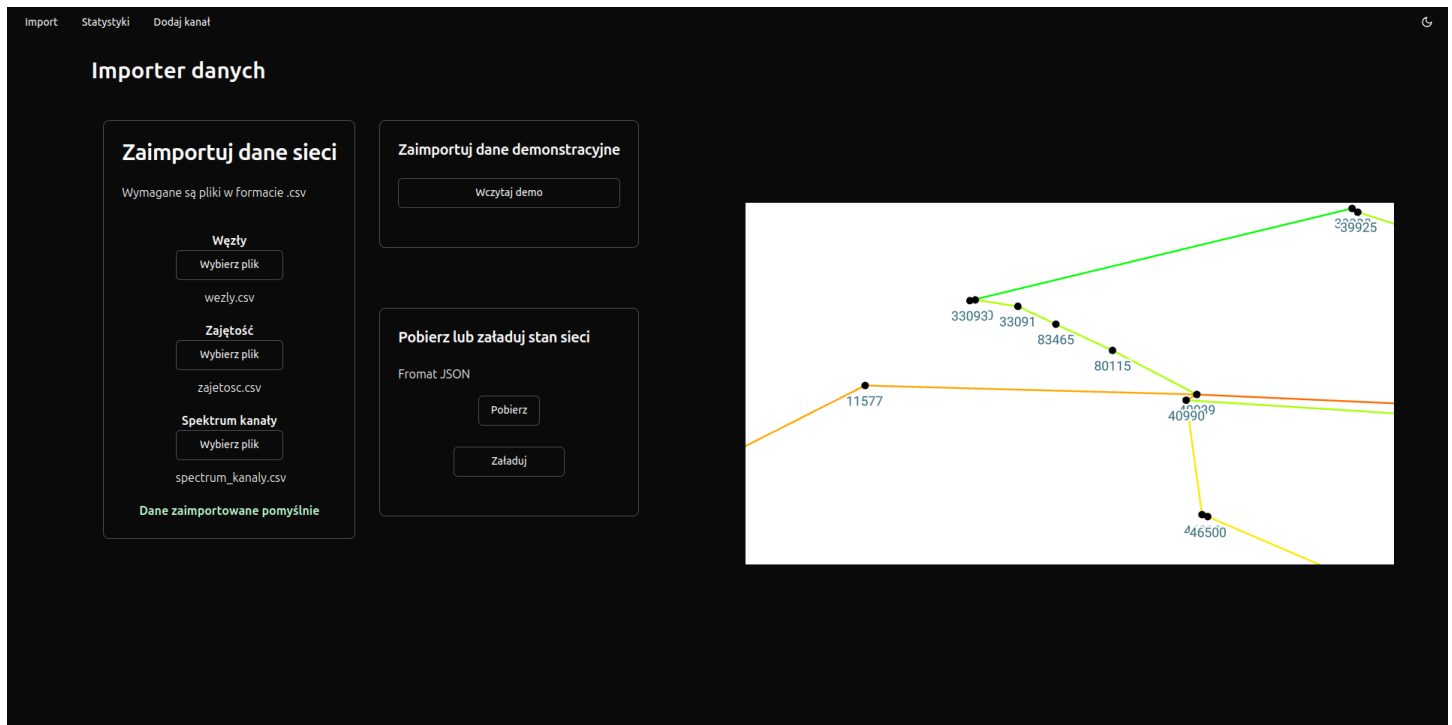 Import Statystyki Dodaj kanał
Importer danych
Zaimportuj dane sieci
Wymagane są pliki w formacie .csv
Węzły
Wybierz plik
wezly.csv
Zajętość
Wybierz plik
zajetosc.csv
Spektrum kanały
Wybierz plik
spectrum_kanaly.csv
Dane zaimportowane pomyślnie
Zaimportuj dane demonstracyjne
Wczytaj demo
Pobierz lub załaduj stan sieci
Fromat JSON
Pobierz
Załaduj
39925
33091
83465
80115
11577
40990
46500